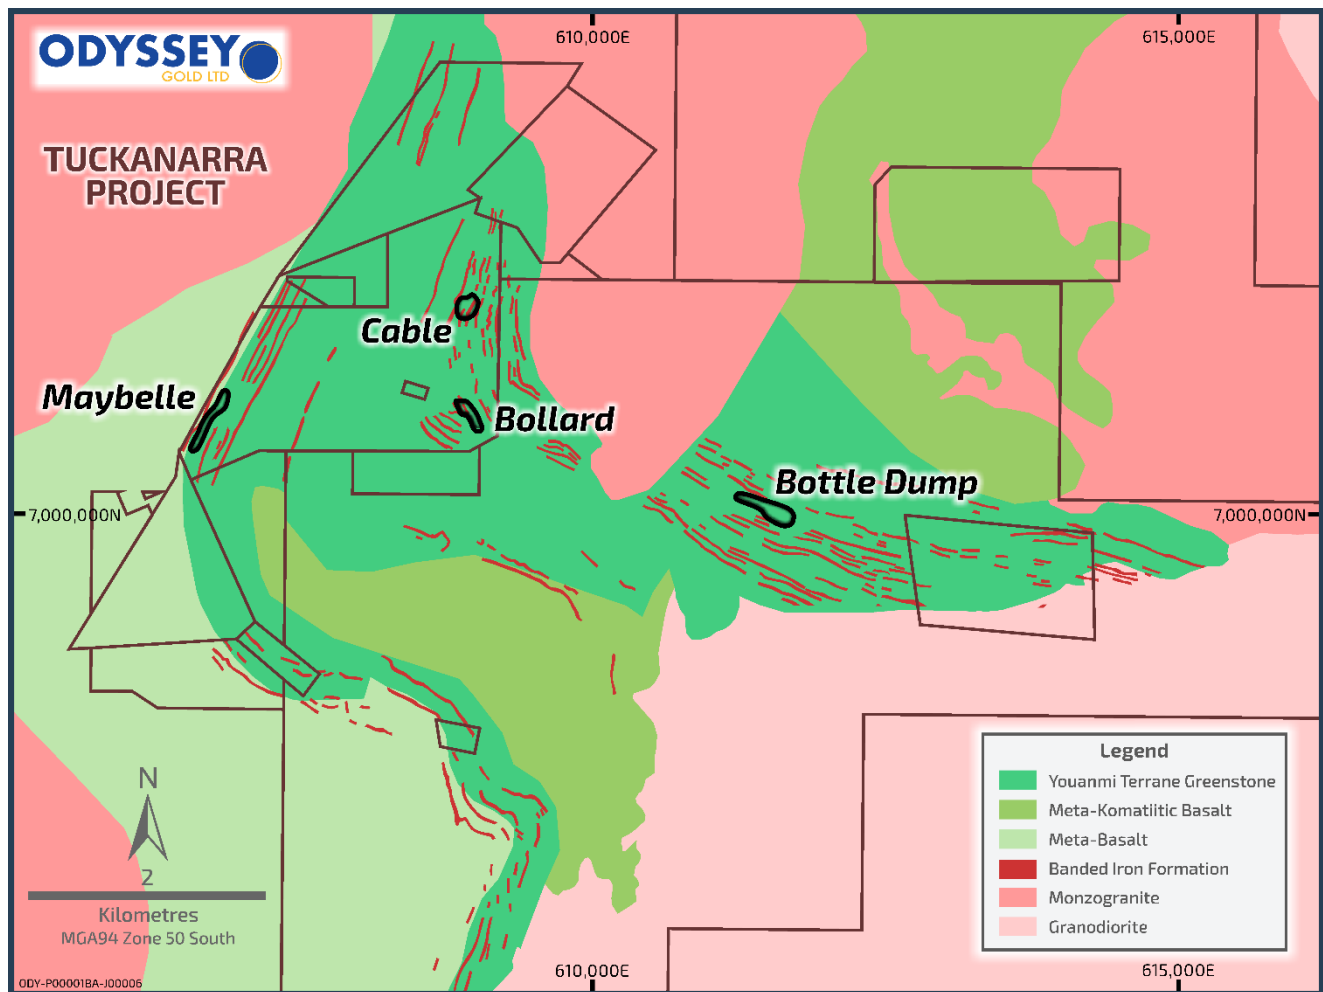 ODYSSEY
GOLD LTD
610,000E
615,000E
TUCKANARRA
PROJECT
Cable
Maybelle
Bollard
Bottle Dump
7,000,000N
7,000,000N
Legend
Youanmi Terrane Greenstone
Meta-Komatiitic Basalt
Meta-Basalt
Banded Iron Formation
Monzogranite
Granodiorite
N
2
Kilometres
MGA94 Zone 50 South
610,000E
615,000E
ODY-P00001BA-J00006